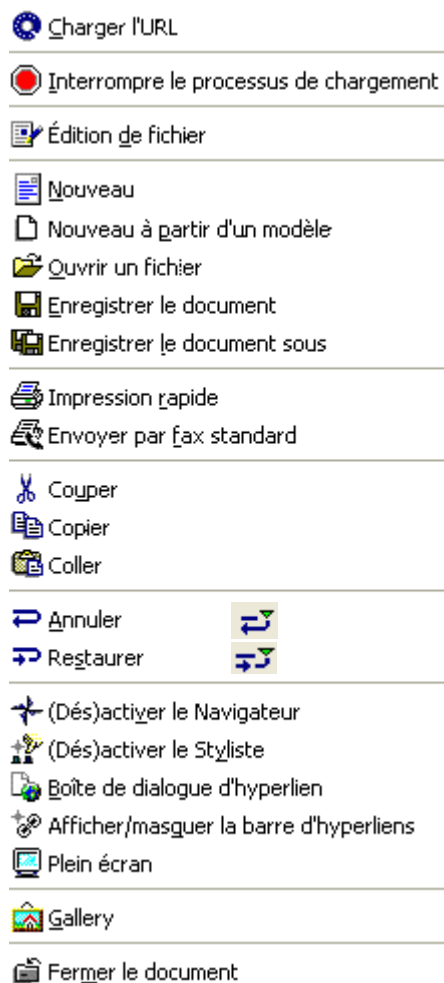 Charger l'URL
Interrompre le processus de chargement
Édition de fichier
Nouveau
Nouveau à partir d'un modèle
Ouvrir un fichier
Enregistrer le document
Enregistrer le document sous
Impression rapide
Envoyer par fax standard
Couper
Copier
Coller
Annuler
Restaurer
(Dés)activer le Navigateur
(Dés)activer le Styliste
Boîte de dialogue d'hyperlien
Afficher/masquer la barre d'hyperliens
Plein écran
Gallery
Fermer le document